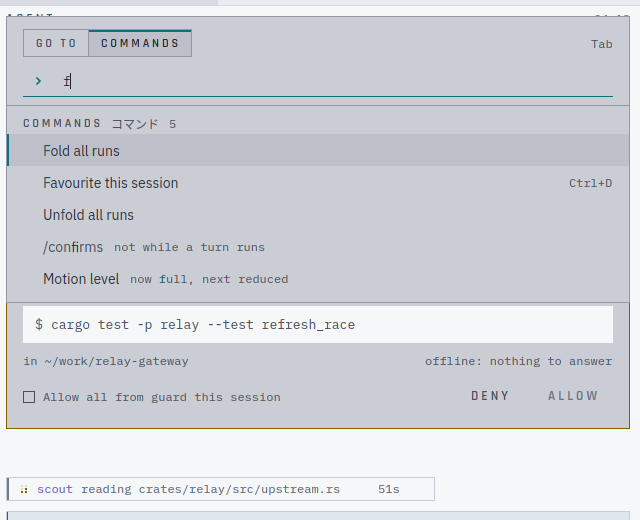 GO TO COMMANDS Tab
› f
COMMANDS コマンド 5
Fold all runs
Favourite this session Ctrl+D
Unfold all runs
/confirms not while a turn runs
Motion level now full, next reduced
$ cargo test -p relay --test refresh_race
in ~/work/relay-gateway offline: nothing to answer
Allow all from guard this session DENY ALLOW
scout reading crates/relay/src/upstream.rs 51s